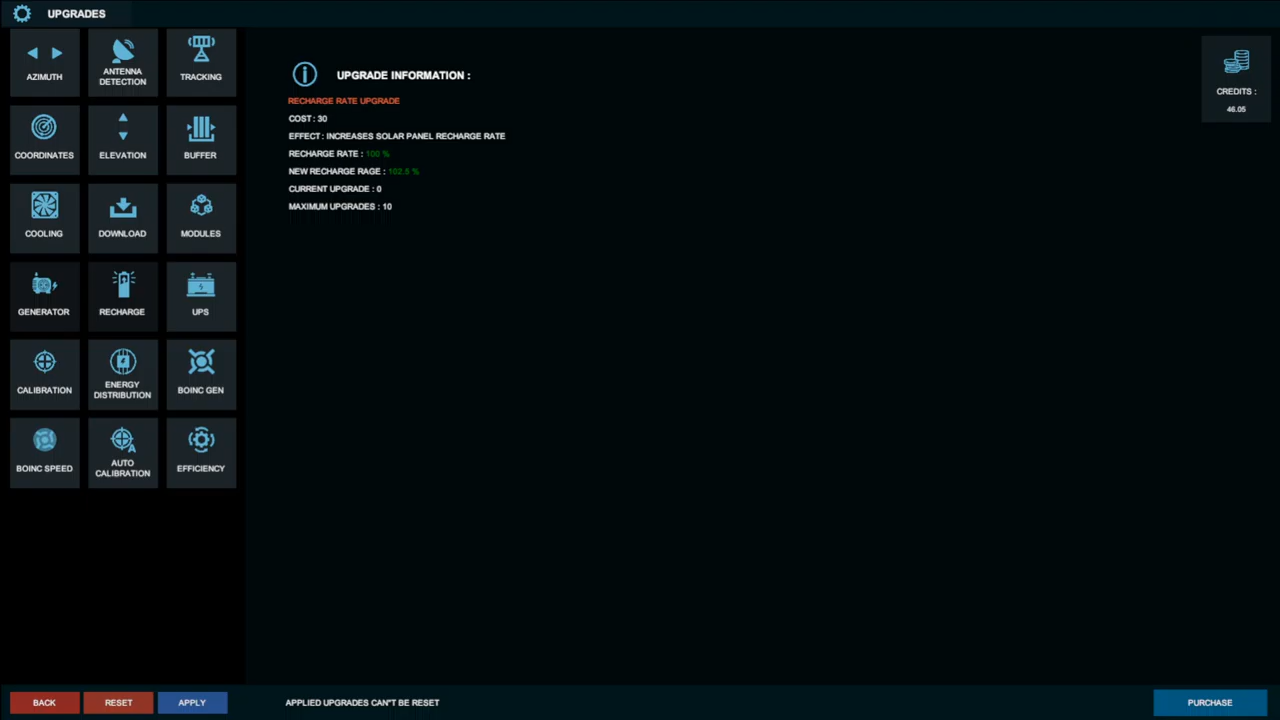 UPGRADES
AZIMUTH
ANTENNA
DETECTION
TRACKING
COORDINATES
ELEVATION
BUFFER
COOLING
DOWNLOAD
MODULES
GENERATOR
RECHARGE
UPS
CALIBRATION
ENERGY
DISTRIBUTION
BOINC GEN
BOINC SPEED
AUTO
CALIBRATION
EFFICIENCY
UPGRADE INFORMATION :
RECHARGE RATE UPGRADE
COST : 30
EFFECT : INCREASES SOLAR PANEL RECHARGE RATE
RECHARGE RATE : 100 %
NEW RECHARGE RAGE : 102.5 %
CURRENT UPGRADE : 0
MAXIMUM UPGRADES : 10
CREDITS :
46.05
BACK
RESET
APPLY
APPLIED UPGRADES CAN"T BE RESET
PURCHASE